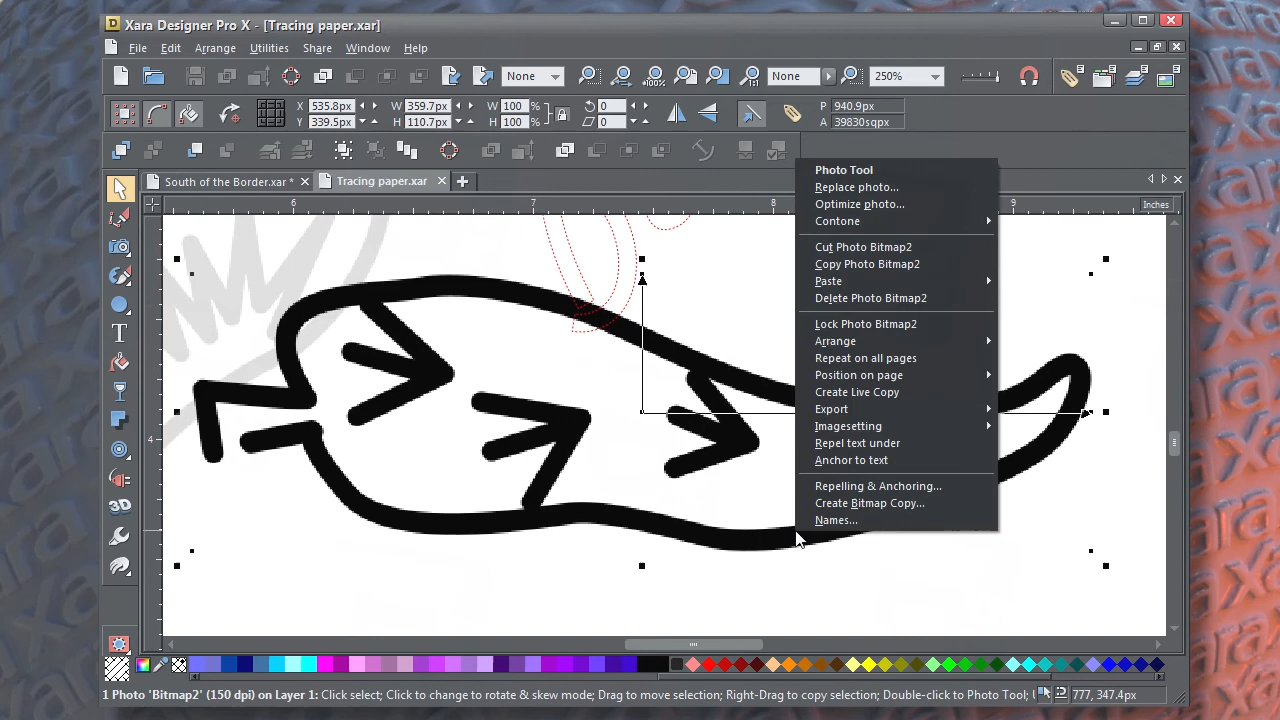 Xara Designer Pro X - [Tracing paper.xar]
File Edit Arrange Utilities Share Window Help
None 100% 1:1 None 250%
X 535.8px W 359.7px W 100 % 0 P 940.9px
Y 339.5px H 110.7px H 100 % 0 A 39830sqpx
South of the Border.xar * Tracing paper.xar
6 7 8 9 Inches
4
T
3D
Photo Tool
Replace photo...
Optimize photo...
Contone
Cut Photo Bitmap2
Copy Photo Bitmap2
Paste
Delete Photo Bitmap2
Lock Photo Bitmap2
Arrange
Repeat on all pages
Position on page
Create Live Copy
Export
Imagesetting
Repel text under
Anchor to text
Repelling & Anchoring...
Create Bitmap Copy...
Names...
1 Photo 'Bitmap2' (150 dpi) on Layer 1: Click select; Click to change to rotate & skew mode; Drag to move selection; Right-Drag to copy selection; Double-click to Photo Tool; 777, 347.4px